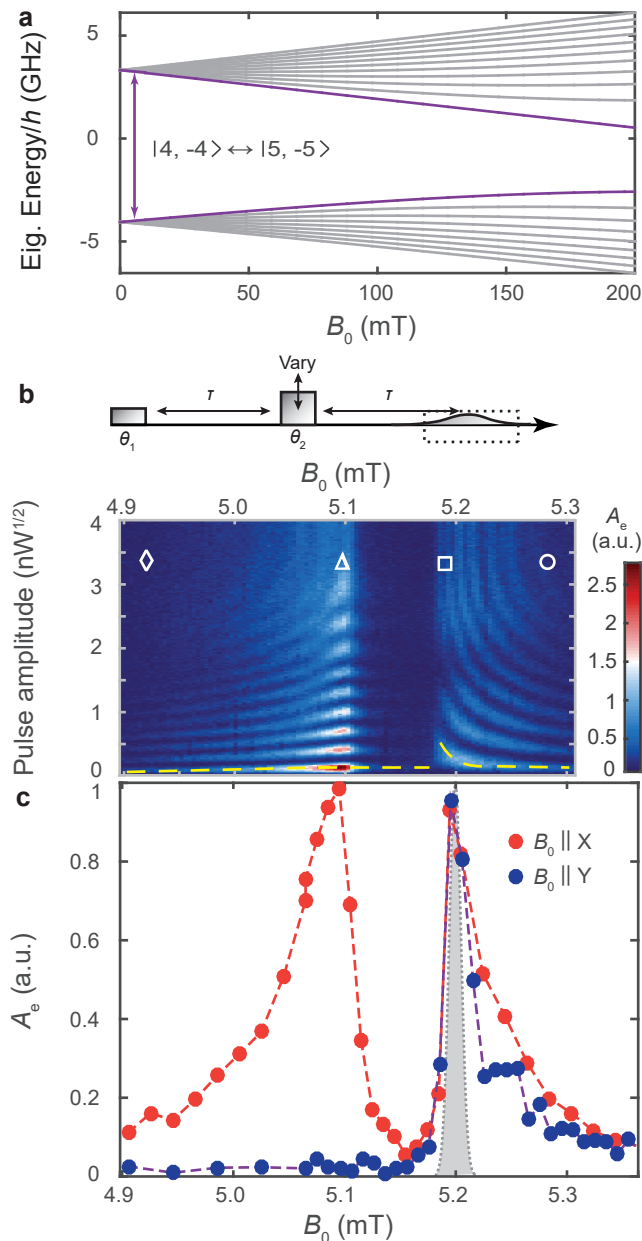 a
5
0
-5
Eig. Energy/h (GHz)
|4, -4⟩ ↔ |5, -5⟩
0 50 100 150 200
B₀ (mT)
b
Vary
τ τ
θ₁ θ₂
B₀ (mT)
4.9 5.0 5.1 5.2 5.3
Pulse amplitude (nW^1/2)
4
3
2
1
0
Aₑ
(a.u.)
2.5
2
1.5
1
0.5
0
c
1
0.8
0.6
0.4
0.2
0
Aₑ (a.u.)
B₀ || X
B₀ || Y
4.9 5.0 5.1 5.2 5.3
B₀ (mT)